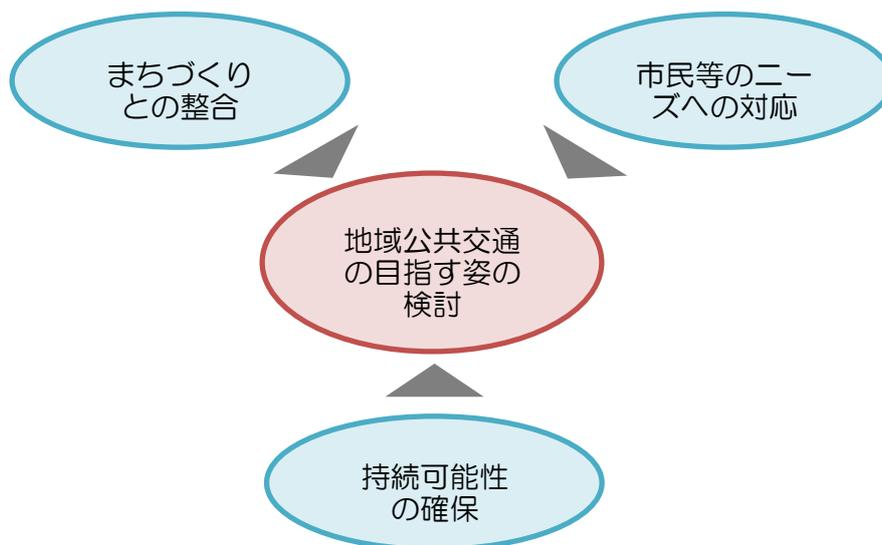 まちづくり
との整合
市民等のニー
ズへの対応
地域公共交通
の目指す姿の
検討
持続可能性
の確保